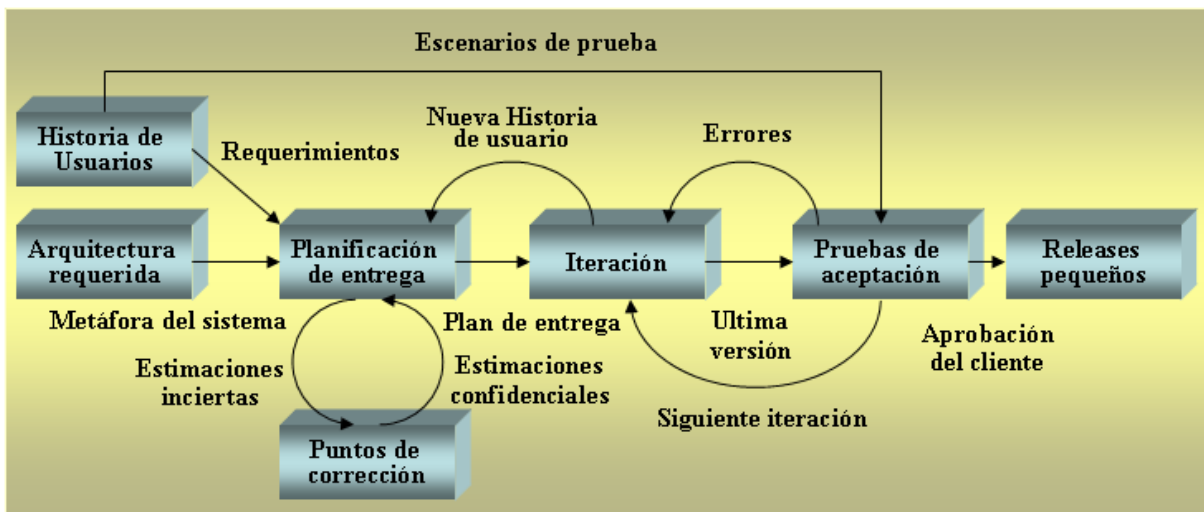 Escenarios de prueba
Historia de
Usuarios
Requerimientos
Nueva Historia
de usuario
Errores
Arquitectura
requerida
Planificación
de entrega
Iteración
Pruebas de
aceptación
Releases
pequeños
Metáfora del sistema
Plan de entrega
Ultima
versión
Aprobación
del cliente
Estimaciones
inciertas
Estimaciones
confidenciales
Siguiente iteración
Puntos de
corrección